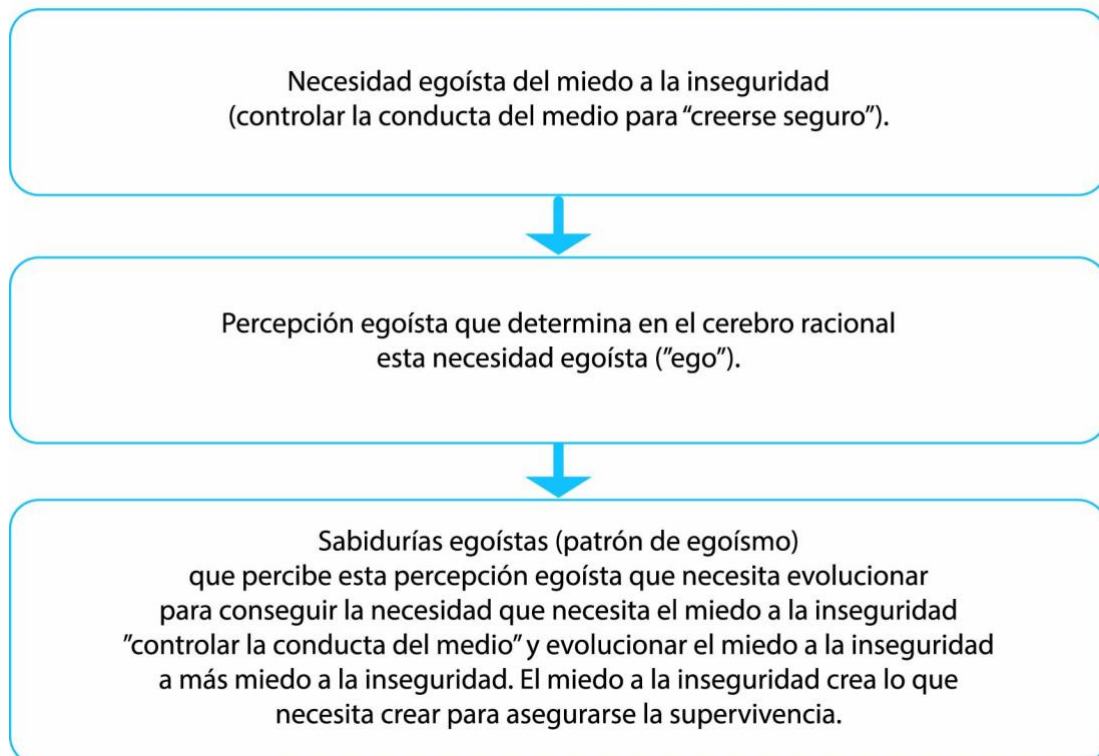 Necesidad egoísta del miedo a la inseguridad
(controlar la conducta del medio para “creerse seguro”).
Percepción egoísta que determina en el cerebro racional
esta necesidad egoísta (”ego”).
Sabidurías egoístas (patrón de egoísmo)
que percibe esta percepción egoísta que necesita evolucionar
para conseguir la necesidad que necesita el miedo a la inseguridad
”controlar la conducta del medio” y evolucionar el miedo a la inseguridad
a más miedo a la inseguridad. El miedo a la inseguridad crea lo que
necesita crear para asegurarse la supervivencia.